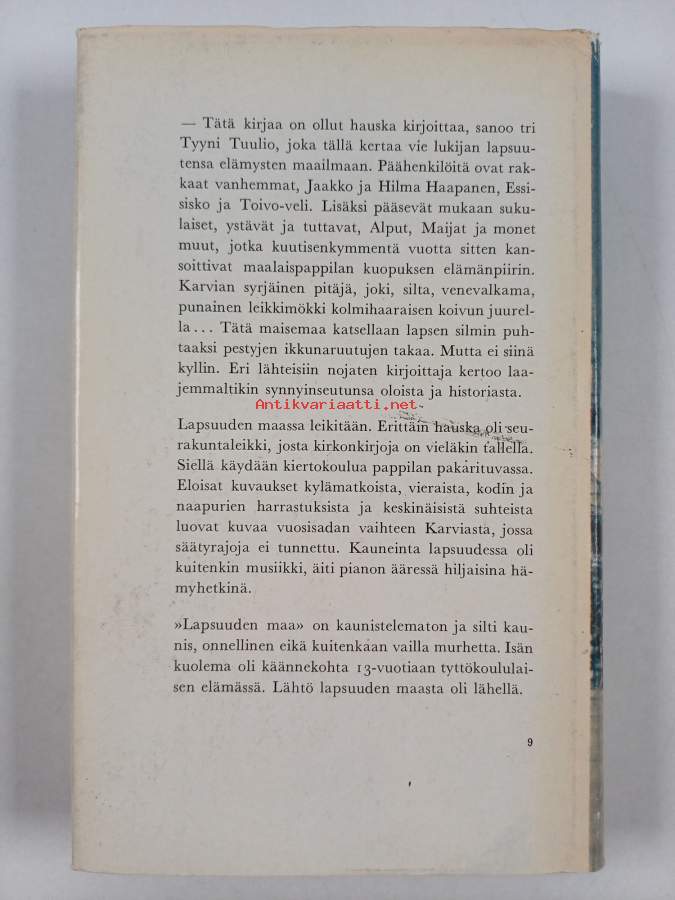 — Tätä kirjaa on ollut hauska kirjoittaa, sanoo tri
Tyyni Tuulio, joka tällä kertaa vie lukijan lapsuu-
tensa elämysten maailmaan. Päähenkilöitä ovat rak-
kaat vanhemmat, Jaakko ja Hilma Haapanen, Essi-
sisko ja Toivo-veli. Lisäksi pääsevät mukaan suku-
laiset, ystävät ja tuttavat, Alput, Maijat ja monet
muut, jotka kuutisenkymmentä vuotta sitten kan-
soittivat maalaispappilan kuopuksen elämänpiirin.
Karvian syrjäinen pitäjä, joki, silta, venevalkama,
punainen leikkimökki kolmihaaraisen koivun juurel-
la... Tätä maisemaa katsellaan lapsen silmin puh-
taaksi pestyjen ikkunaruutujen takaa. Mutta ei siinä
kyllin. Eri lähteisiin nojaten kirjoittaja kertoo laa-
jemmaltikin synnyinseutunsa oloista ja historiasta.
Antikvariaatti.net
Lapsuuden maassa leikitään. Erittäin hauska oli seu-
rakuntaleikki, josta kirkonkirjoja on vieläkin tallella.
Siellä käydään kiertokoulua pappilan pakarituvassa.
Eloisat kuvaukset kylämatkoista, vieraista, kodin ja
naapurien harrastuksista ja keskinäisistä suhteista
luovat kuvaa vuosisadan vaihteen Karviasta, jossa
säätyrajoja ei tunnettu. Kauneinta lapsuudessa oli
kuitenkin musiikki, äiti pianon ääressä hiljaisina hä-
myhetkinä.
»Lapsuuden maa» on kaunistelematon ja silti kau-
nis, onnellinen eikä kuitenkaan vailla murhetta. Isän
kuolema oli käännekohta 13-vuotiaan tyttökoululai-
sen elämässä. Lähtö lapsuuden maasta oli lähellä.
9